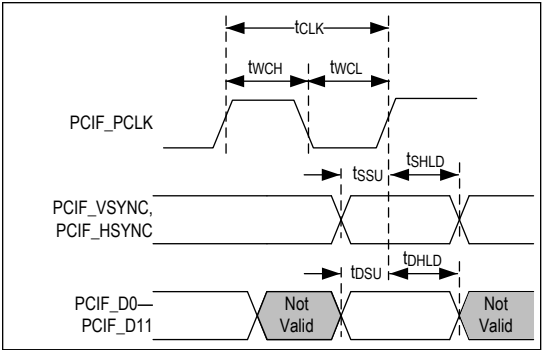 tCLK
tWCH
tWCL
PCIF_PCLK
tSSU
tSHLD
PCIF_VSYNC,
PCIF_HSYNC
tDSU
tDHLD
PCIF_D0—
PCIF_D11
Not
Valid
Not
Valid